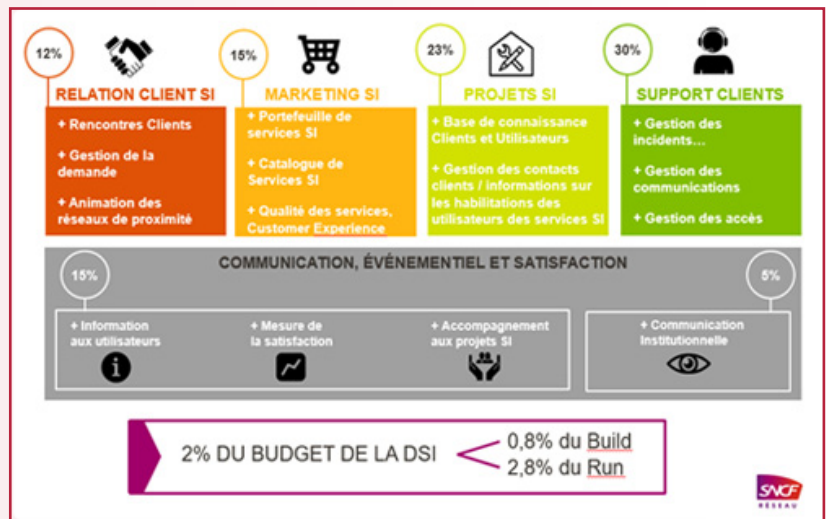 12%
15%
23%
30%
RELATION CLIENT SI
+ Rencontres Clients
+ Gestion de la
demande
+ Animation des
réseaux de proximité
MARKETING SI
+ Portefeuille de
services SI
+ Catalogue de
Services SI
+ Qualité des services,
Customer Experience
PROJETS SI
+ Base de connaissance
Clients et Utilisateurs
+ Gestion des contacts
clients / informations sur
les habilitations des
utilisateurs des services SI
SUPPORT CLIENTS
+ Gestion des
incidents...
+ Gestion des
communications
+ Gestion des accès
COMMUNICATION, ÉVÉNEMENTIEL ET SATISFACTION
15%
5%
+ Information
aux utilisateurs
+ Mesure de
la satisfaction
+ Accompagnement
aux projets SI
+ Communication
Institutionnelle
2% DU BUDGET DE LA DSI
0,8% du Build
2,8% du Run
SNCF
RÉSEAU